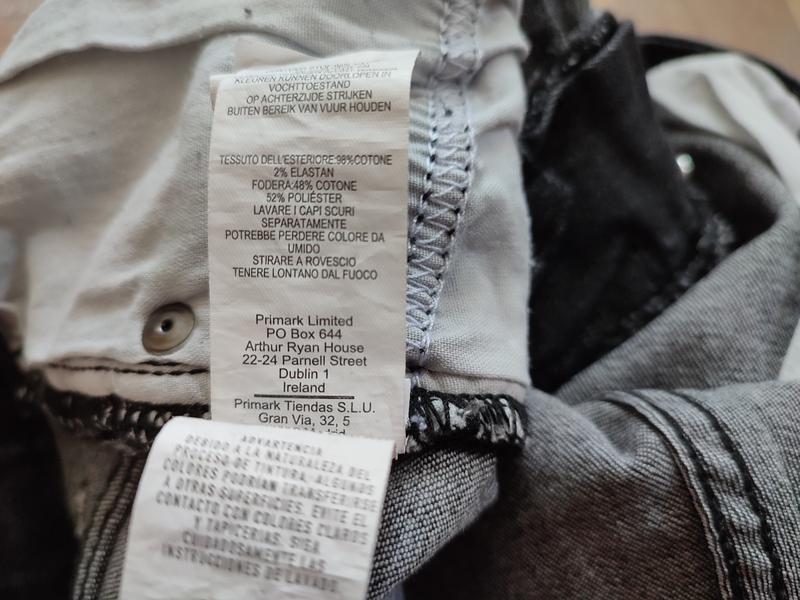 KLEUREN KUNNEN DOORLOPEN IN
VOCHTTOESTAND
OP ACHTERZIJDE STRIJKEN
BUITEN BEREIK VAN VUUR HOUDEN
TESSUTO DELL'ESTERIORE:98%COTONE
2% ELASTAN
FODERA:48% COTONE
52% POLIÉSTER
LAVARE I CAPI SCURI
SEPARATAMENTE
POTREBBE PERDERE COLORE DA
UMIDO
STIRARE A ROVESCIO
TENERE LONTANO DAL FUOCO
Primark Limited
PO Box 644
Arthur Ryan House
22-24 Parnell Street
Dublin 1
Ireland
Primark Tiendas S.L.U.
Gran Via, 32, 5
Madrid
ADVERTENCIA
DEBIDO A LA NATURALEZA DEL
PROCESO DE TINTURA, ALGUNOS
COLORES PODRÍAN TRANSFERIRSE
A OTRAS SUPERFICIES. EVITE EL
CONTACTO CON COLORES CLAROS
Y TAPICERIAS. SIGA
CUIDADOSAMENTE LAS
INSTRUCCIONES DE LAVADO.